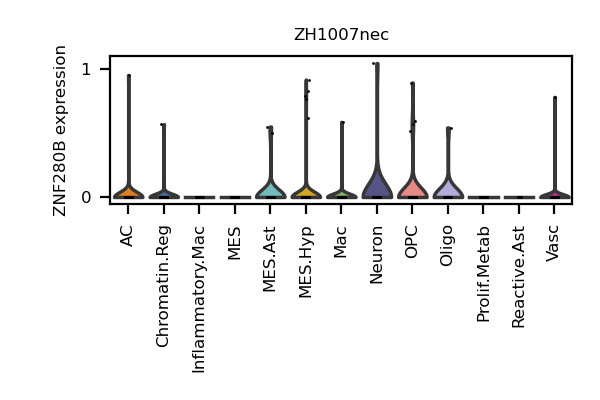 ZH1007nec
ZNF280B expression
1
0
AC
Chromatin.Reg
Inflammatory.Mac
MES
MES.Ast
MES.Hyp
Mac
Neuron
OPC
Oligo
Prolif.Metab
Reactive.Ast
Vasc